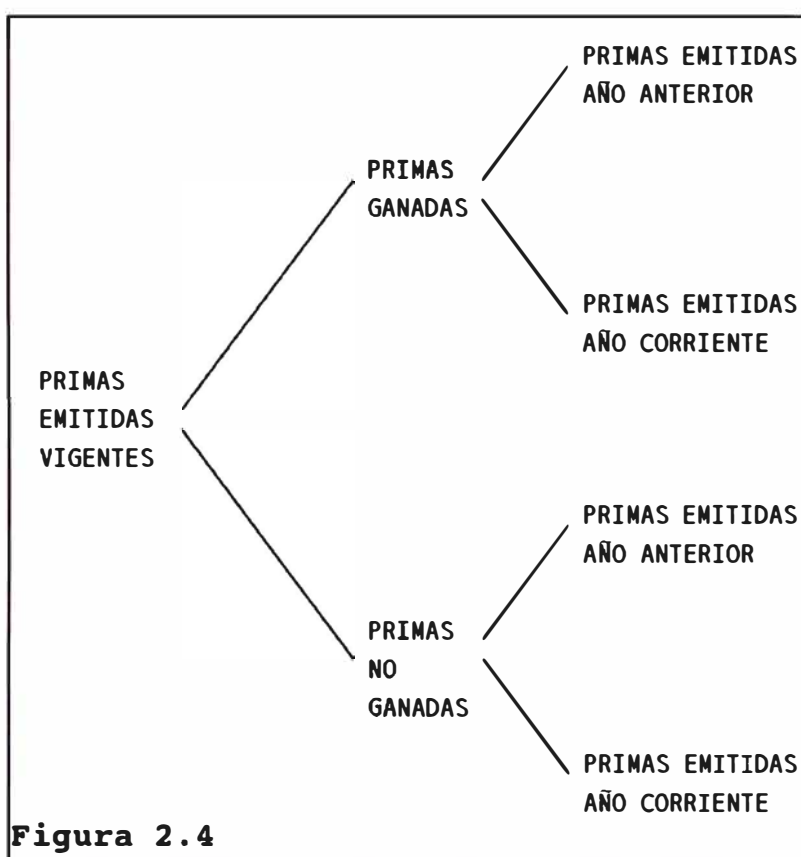 PRIMAS EMITIDAS
AÑO ANTERIOR
PRIMAS
GANADAS
PRIMAS EMITIDAS
AÑO CORRIENTE
PRIMAS
EMITIDAS
VIGENTES
PRIMAS EMITIDAS
AÑO ANTERIOR
PRIMAS
NO
GANADAS
PRIMAS EMITIDAS
AÑO CORRIENTE
Figura 2.4